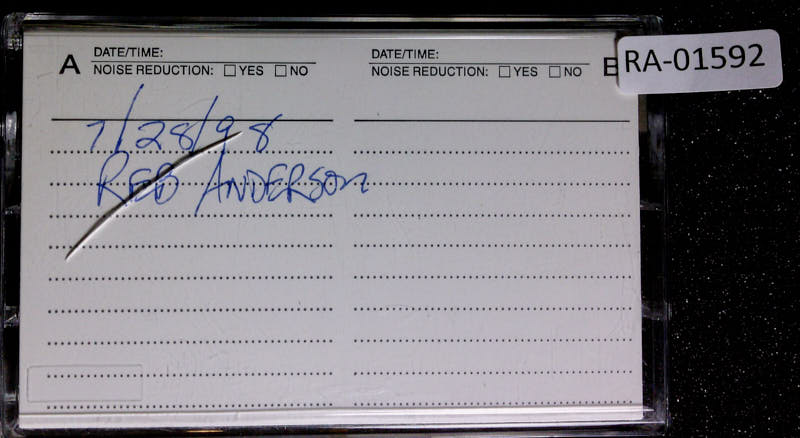 A DATE/TIME: DATE/TIME: B RA-01592
NOISE REDUCTION: ☐ YES ☐ NO NOISE REDUCTION: ☐ YES ☐ NO
7/28/98
RED ANDERSON